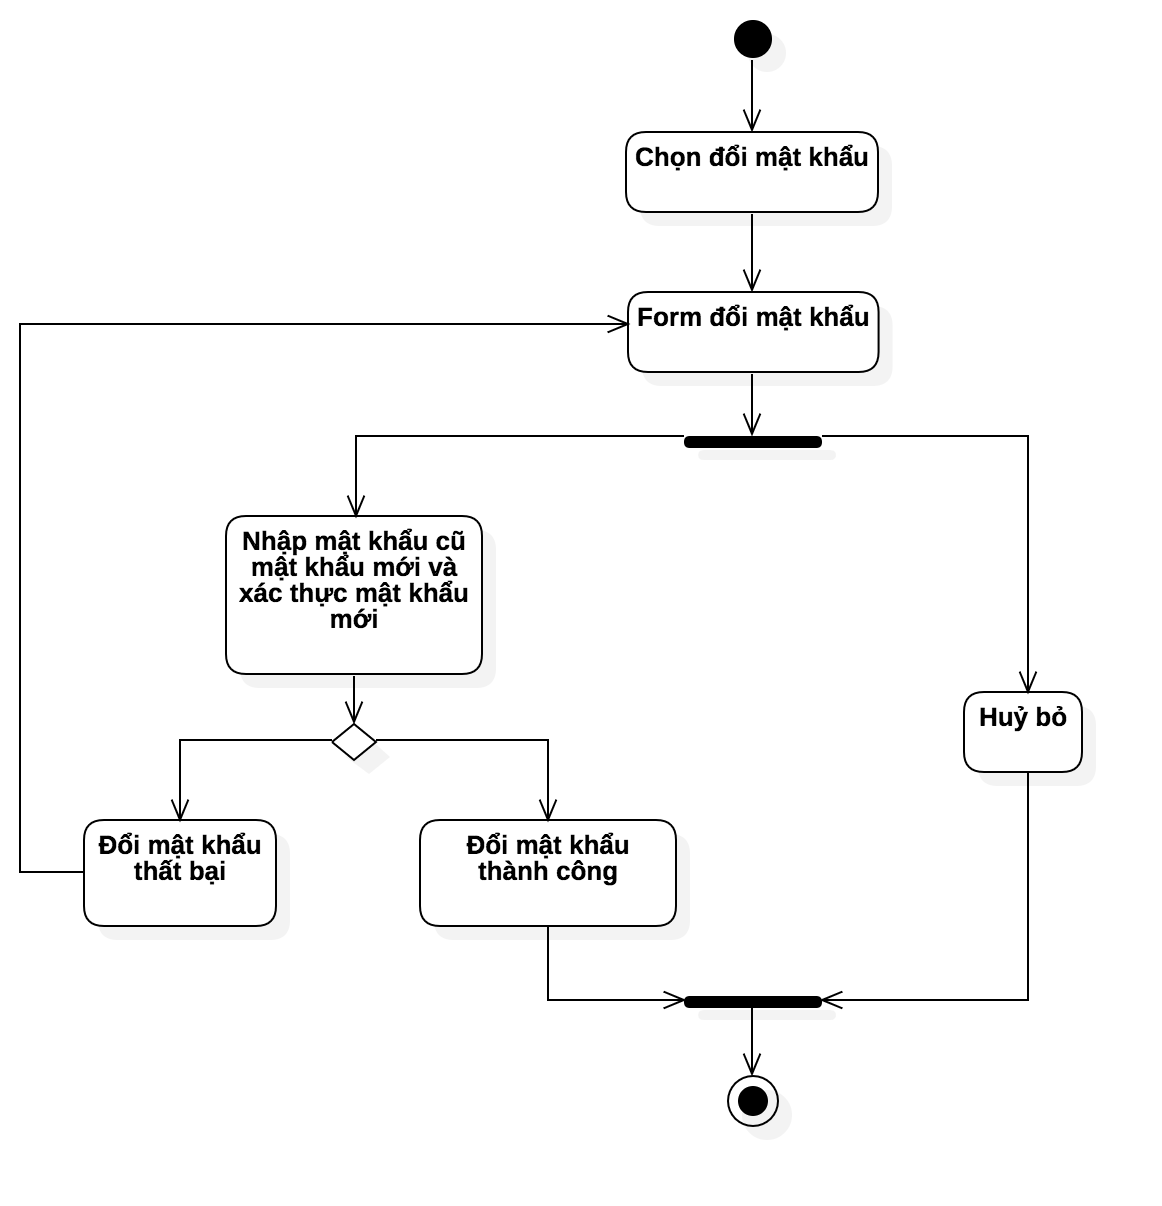 Chọn đổi mật khẩu
Form đổi mật khẩu
Nhập mật khẩu cũ
mật khẩu mới và
xác thực mật khẩu
mới
Huỷ bỏ
Đổi mật khẩu
thất bại
Đổi mật khẩu
thành công